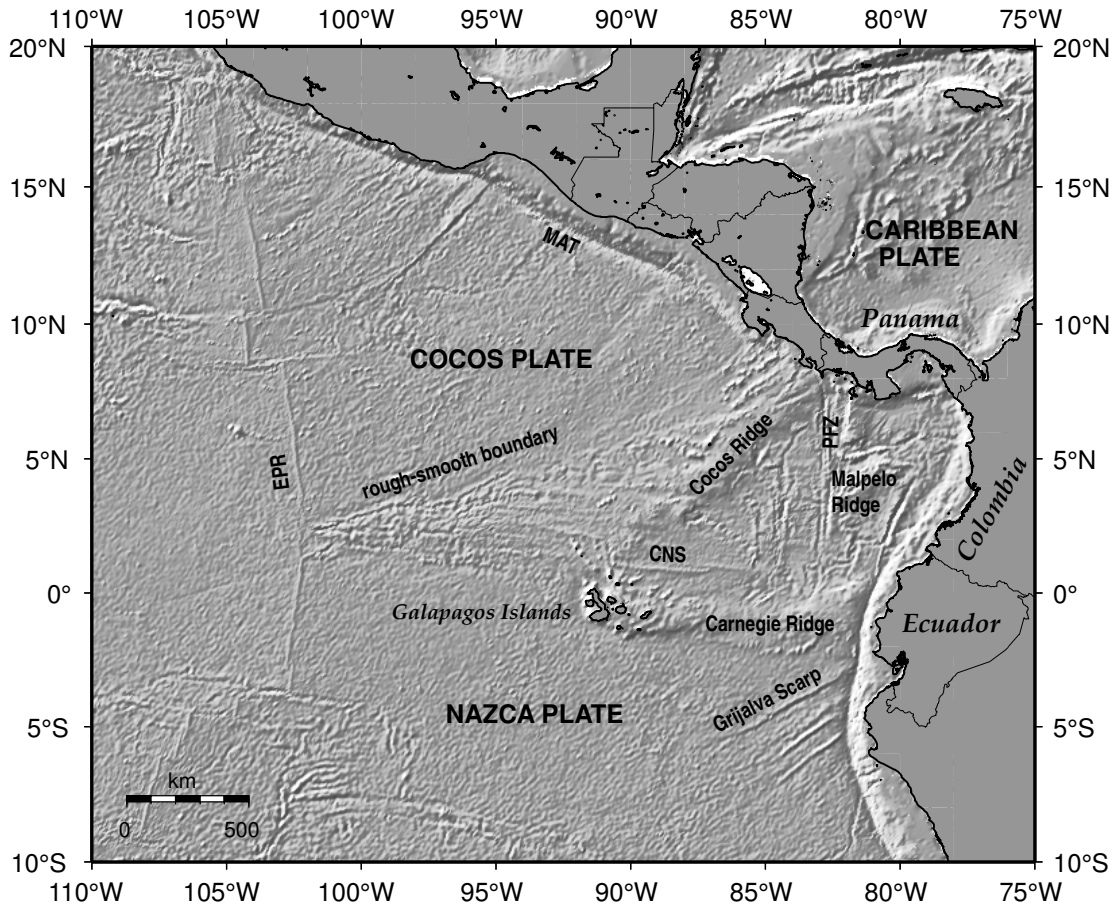 110°W 105°W 100°W 95°W 90°W 85°W 80°W 75°W
20°N 20°N
15°N 15°N
CARIBBEAN
PLATE
MAT
10°N 10°N
Panama
COCOS PLATE
PFZ
Cocos Ridge
rough-smooth boundary
5°N 5°N
EPR
Malpelo
Ridge
Colombia
CNS
0° 0°
Galapagos Islands
Carnegie Ridge
Ecuador
Grijalva Scarp
NAZCA PLATE
5°S 5°S
km
0 500
10°S 10°S
110°W 105°W 100°W 95°W 90°W 85°W 80°W 75°W